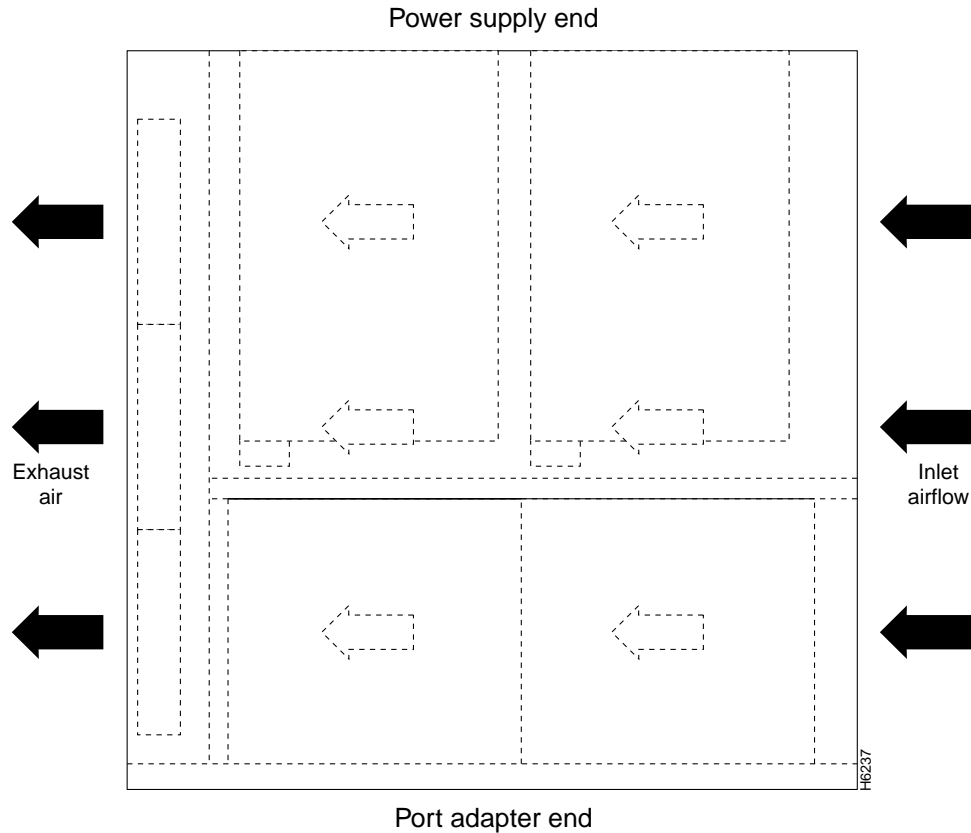 Power supply end
Exhaust
air
Inlet
airflow
H6237
Port adapter end